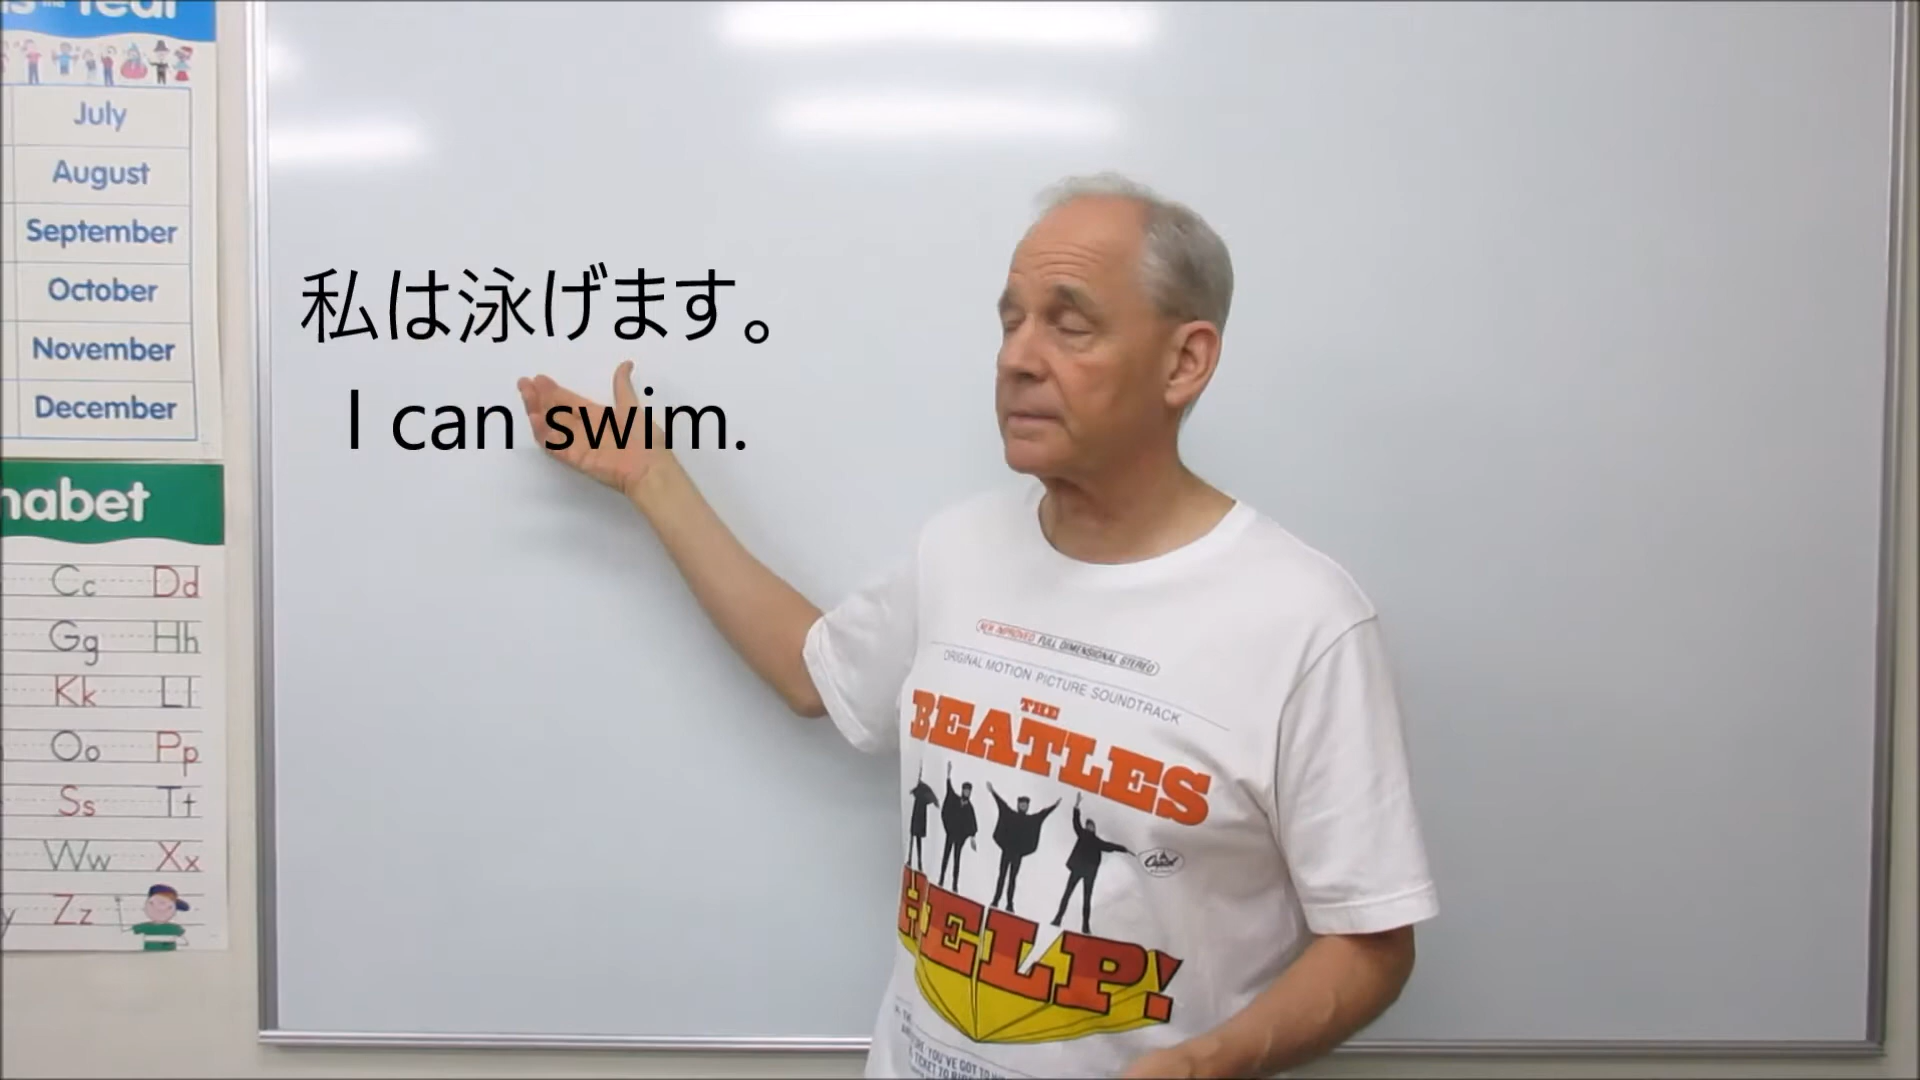 July
August
September
October
November
December
私は泳げます。
I can swim.
Cc Dd
Gg Hh
Kk Ll
Oo Pp
Ss Tt
Ww Xx
Zz
NEW IMPROVED FULL DIMENSIONAL STEREO
ORIGINAL MOTION PICTURE SOUNDTRACK
THE
BEATLES
Capitol
HELP!